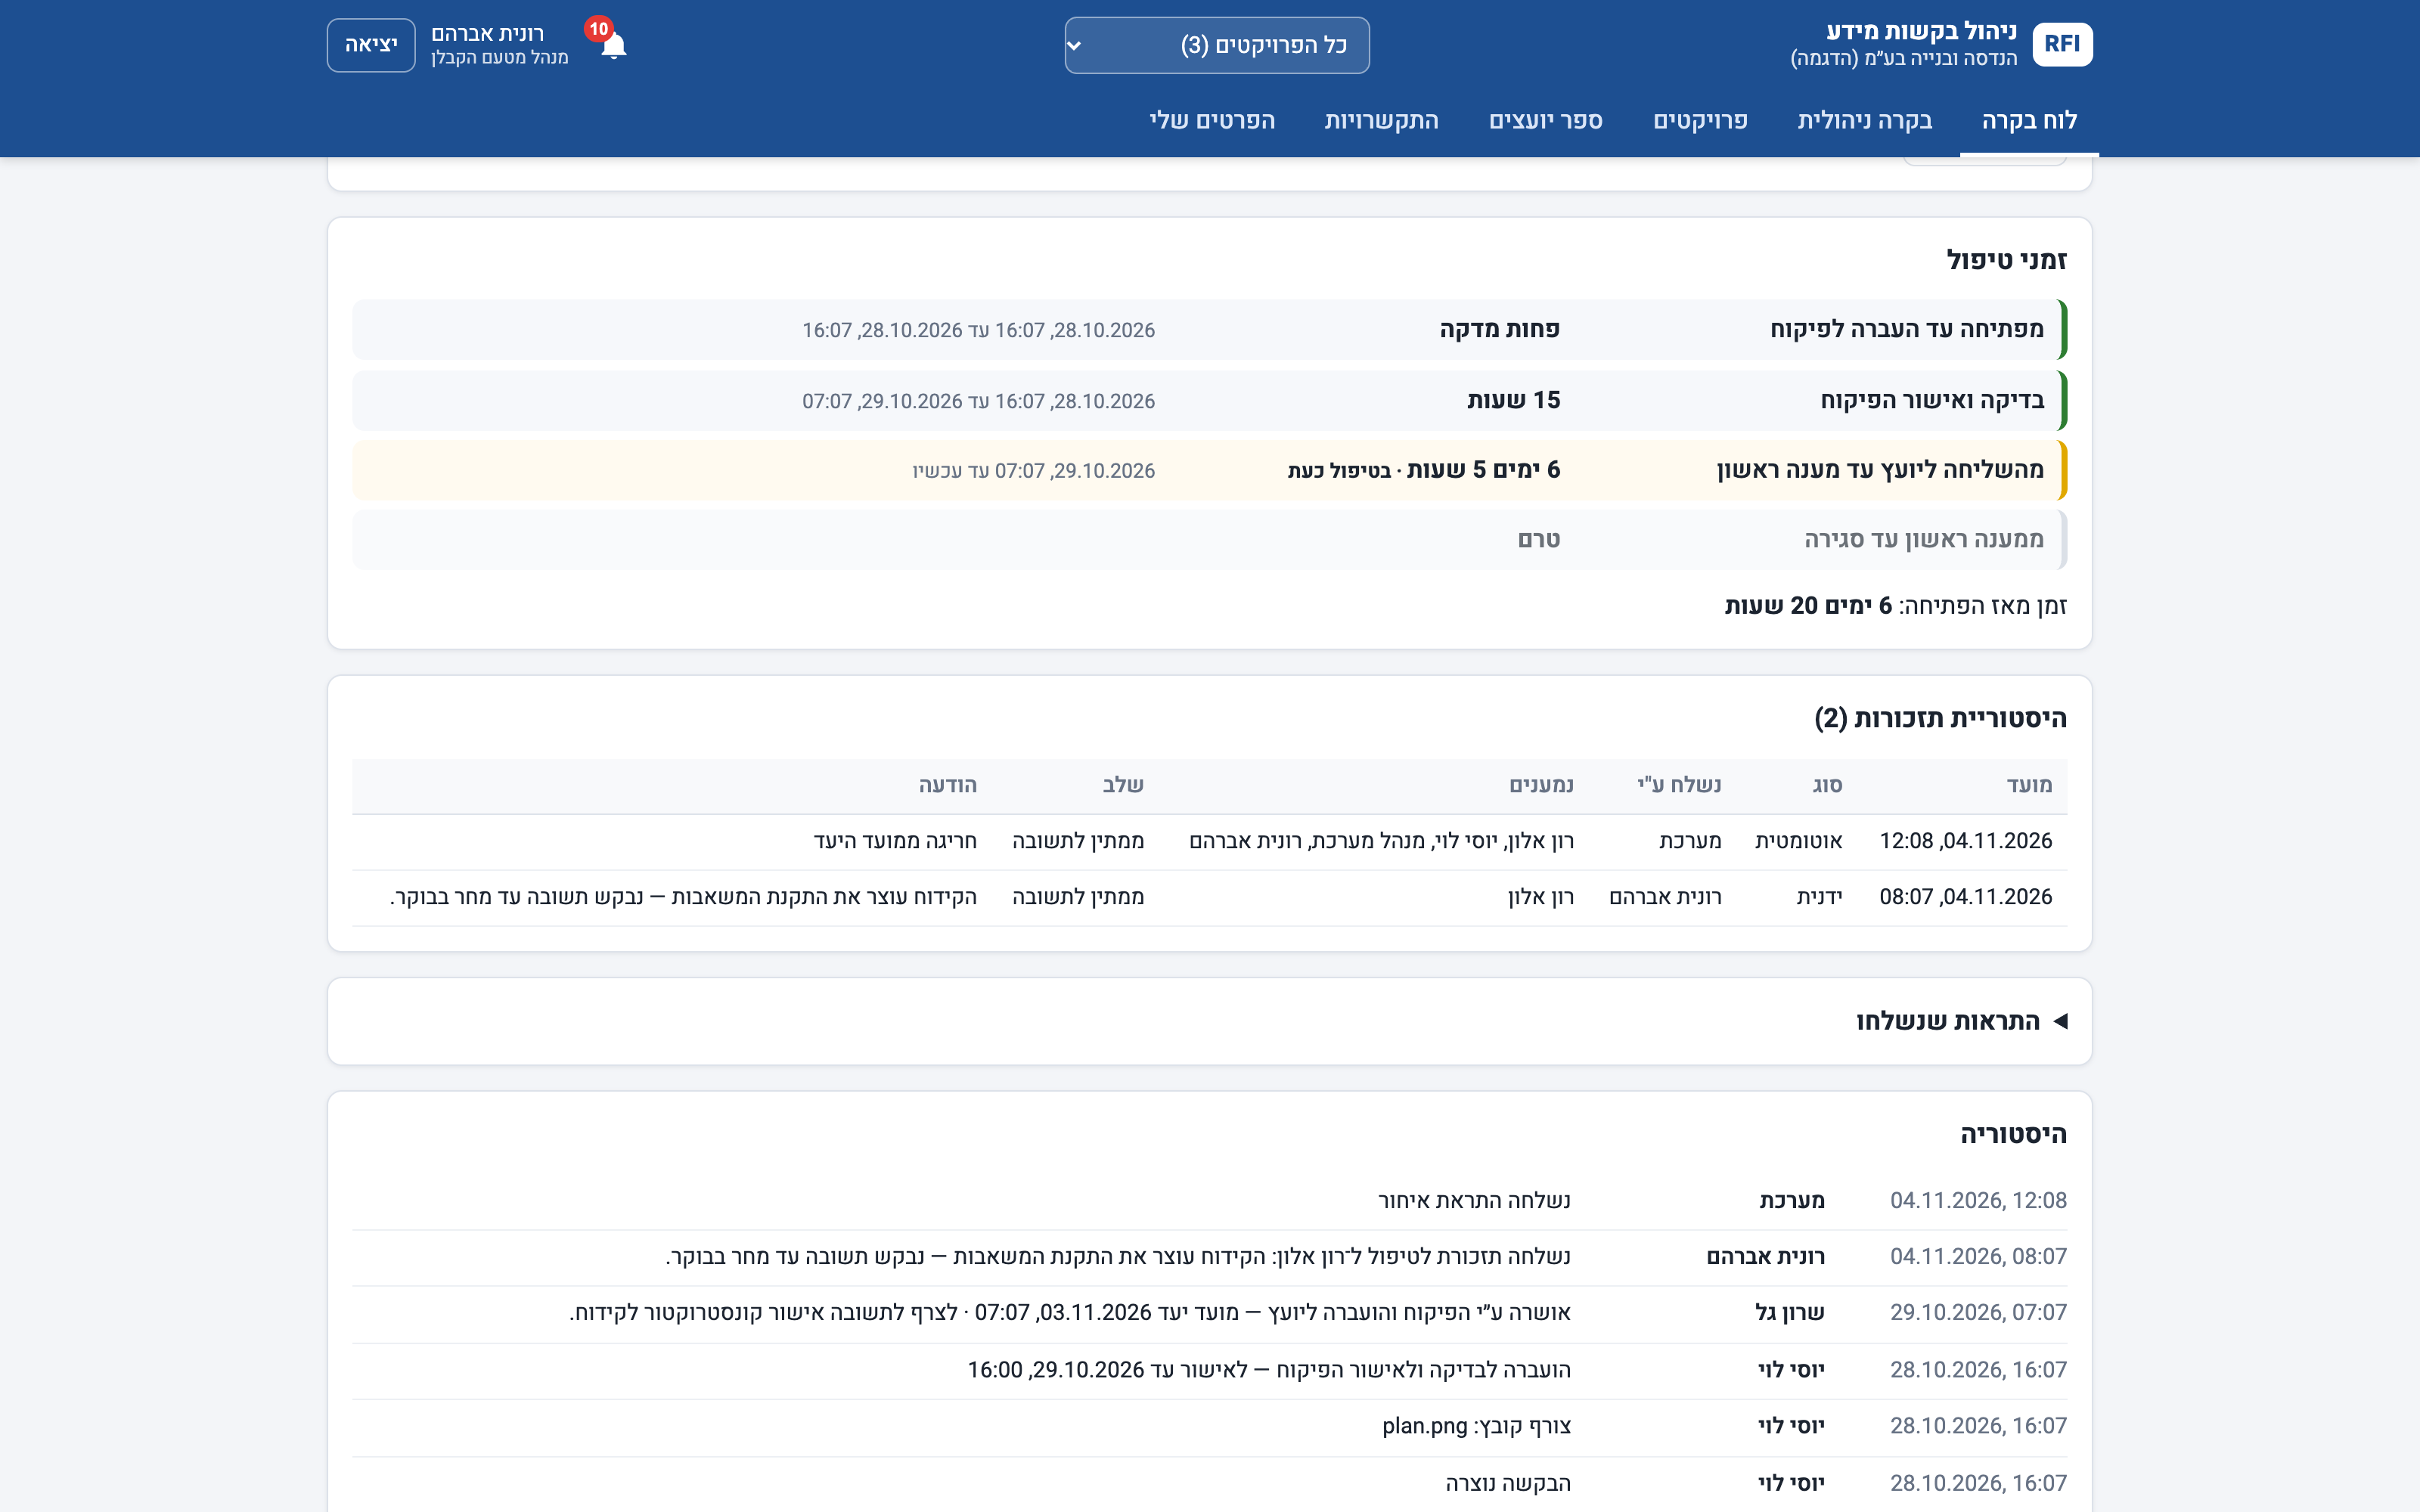 RFI
ניהול בקשות מידע
הנדסה ובנייה בע״מ (הדגמה)
כל הפרויקטים (3)
10
רונית אברהם
מנהל מטעם הקבלן
יציאה
לוח בקרה
בקרה ניהולית
פרויקטים
ספר יועצים
התקשרויות
הפרטים שלי
זמני טיפול
מפתיחה עד העברה לפיקוח פחות מדקה 28.10.2026, 16:07 עד 28.10.2026, 16:07
בדיקה ואישור הפיקוח 15 שעות 28.10.2026, 16:07 עד 29.10.2026, 07:07
מהשליחה ליועץ עד מענה ראשון 6 ימים 5 שעות · בטיפול כעת 29.10.2026, 07:07 עד עכשיו
ממענה ראשון עד סגירה טרם
זמן מאז הפתיחה: 6 ימים 20 שעות
היסטוריית תזכורות (2)
מועד סוג נשלח ע"י נמענים שלב הודעה
04.11.2026, 12:08 אוטומטית מערכת רון אלון, יוסי לוי, מנהל מערכת, רונית אברהם ממתין לתשובה חריגה ממועד היעד
04.11.2026, 08:07 ידנית רונית אברהם רון אלון ממתין לתשובה הקידוח עוצר את התקנת המשאבות — נבקש תשובה עד מחר בבוקר.
התראות שנשלחו
היסטוריה
04.11.2026, 12:08 מערכת נשלחה התראת איחור
04.11.2026, 08:07 רונית אברהם נשלחה תזכורת לטיפול ל־רון אלון: הקידוח עוצר את התקנת המשאבות — נבקש תשובה עד מחר בבוקר.
29.10.2026, 07:07 שרון גל אושרה ע״י הפיקוח והועברה ליועץ — מועד יעד 03.11.2026, 07:07 · לצרף לתשובה אישור קונסטרוקטור לקידוח.
28.10.2026, 16:07 יוסי לוי הועברה לבדיקה ולאישור הפיקוח — לאישור עד 29.10.2026, 16:00
28.10.2026, 16:07 יוסי לוי צורף קובץ: plan.png
28.10.2026, 16:07 יוסי לוי הבקשה נוצרה